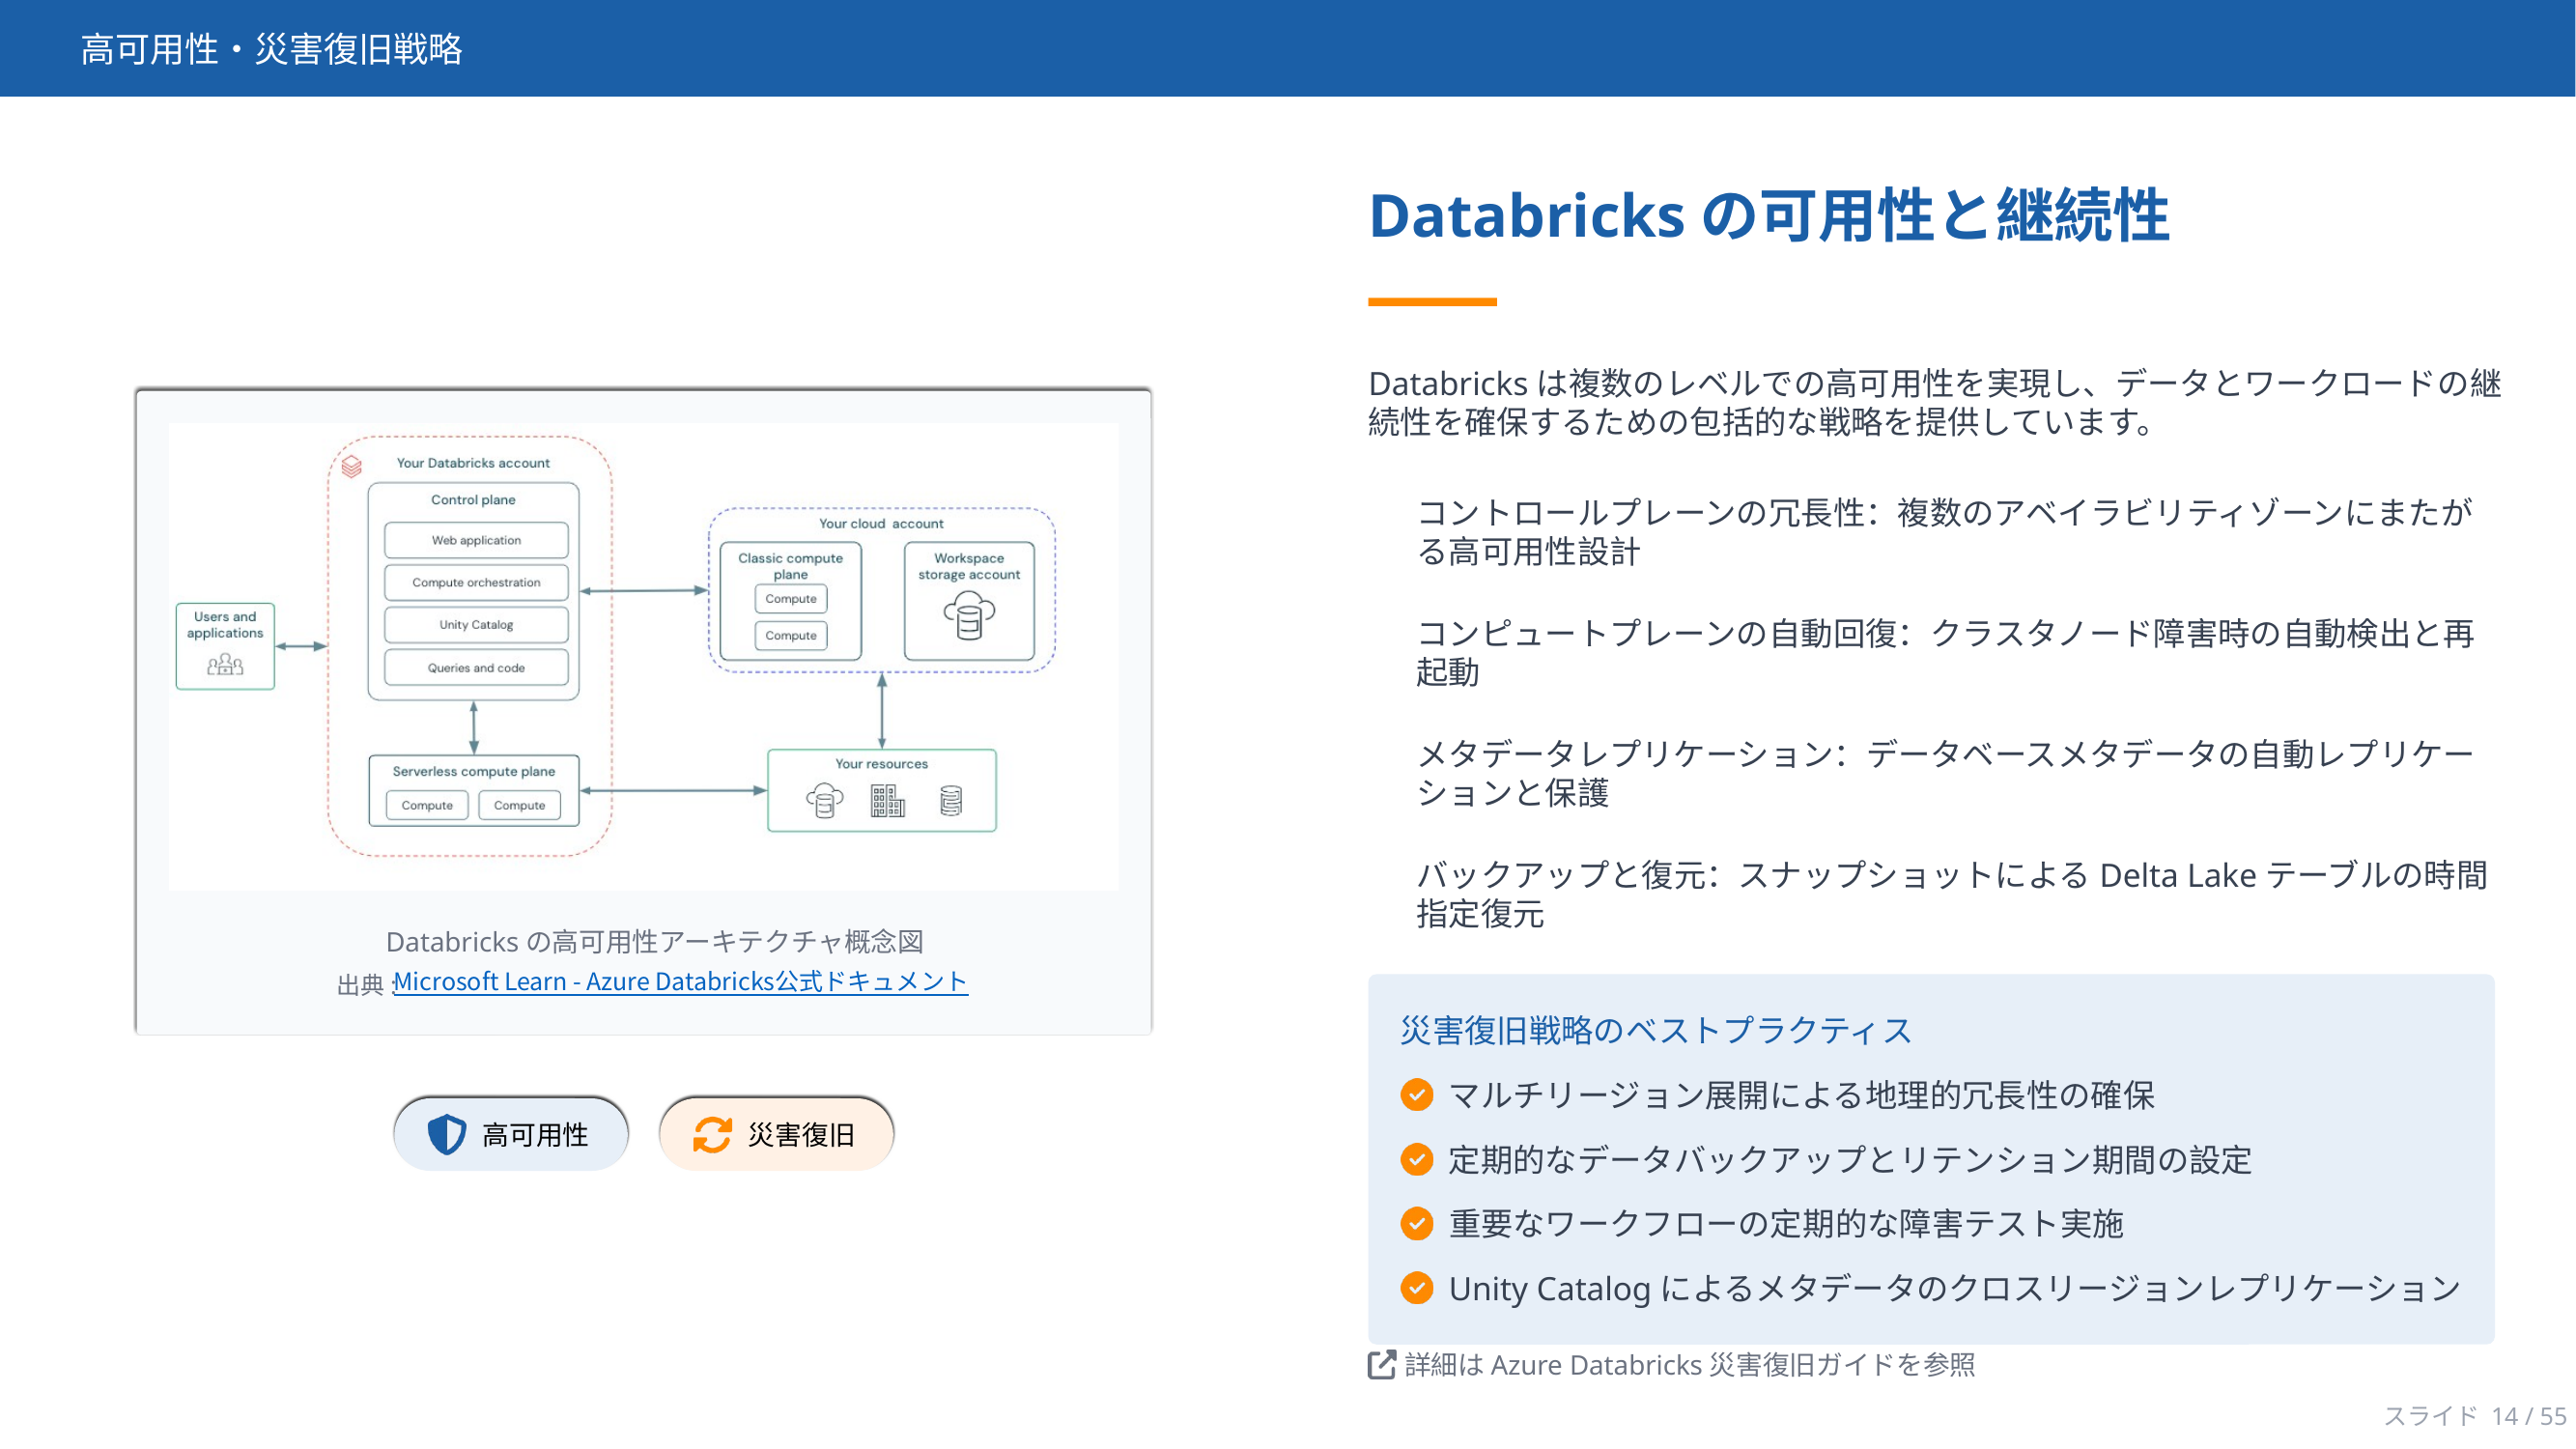 高可用性・災害復旧戦略
Your Databricks account
Control plane
Web application
Compute orchestration
Unity Catalog
Queries and code
Users and
applications
Serverless compute plane
Compute
Compute
Your cloud account
Classic compute
plane
Compute
Compute
Workspace
storage account
Your resources
Databricks の高可用性アーキテクチャ概念図
出典 :Microsoft Learn - Azure Databricks公式ドキュメント
高可用性
災害復旧
Databricks の可用性と継続性
Databricks は複数のレベルでの高可用性を実現し、データとワークロードの継
続性を確保するための包括的な戦略を提供しています。
コントロールプレーンの冗長性：複数のアベイラビリティゾーンにまたが
る高可用性設計
コンピュートプレーンの自動回復：クラスタノード障害時の自動検出と再
起動
メタデータレプリケーション：データベースメタデータの自動レプリケー
ションと保護
バックアップと復元：スナップショットによる Delta Lake テーブルの時間
指定復元
災害復旧戦略のベストプラクティス
マルチリージョン展開による地理的冗長性の確保
定期的なデータバックアップとリテンション期間の設定
重要なワークフローの定期的な障害テスト実施
Unity Catalog によるメタデータのクロスリージョンレプリケーション
詳細は Azure Databricks 災害復旧ガイドを参照
スライド 14 / 55